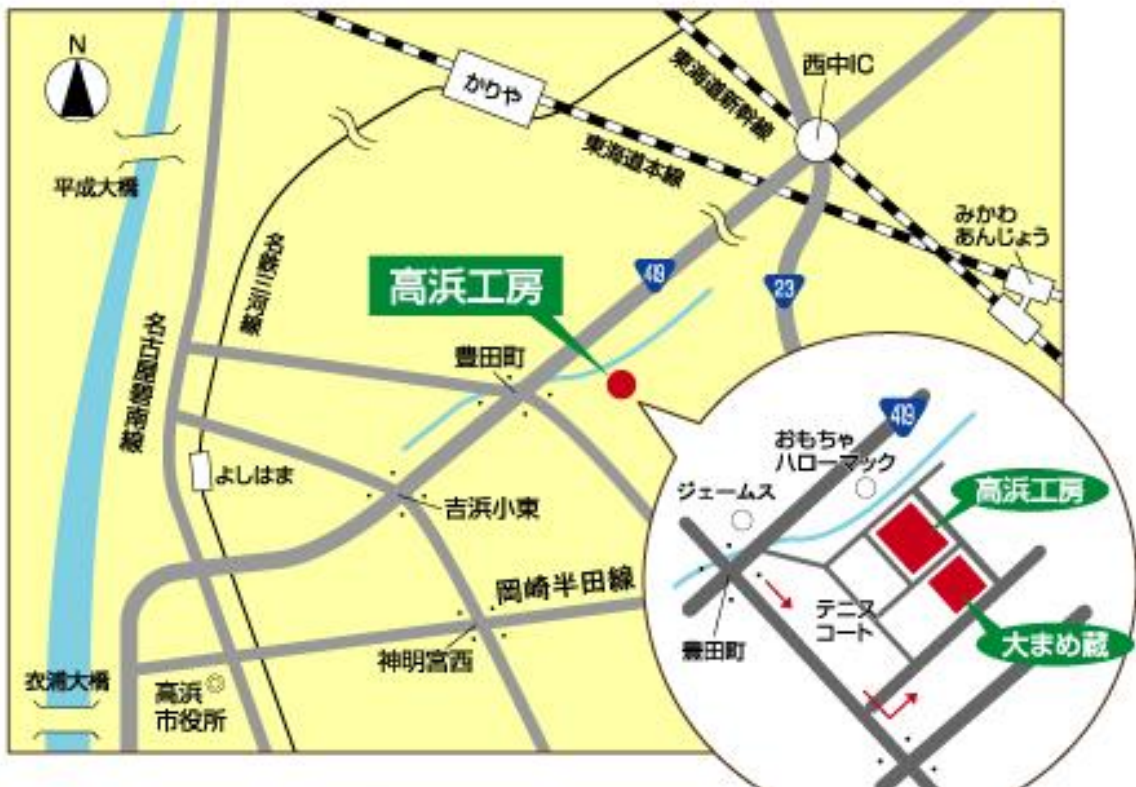 N
かりや
西中IC
東海道新幹線
東海道本線
平成大橋
みかわ
あんじょう
名鉄三河線
419
23
高浜工房
名古屋碧南線
豊田町
よしはま
吉浜小東
岡崎半田線
神明宮西
衣浦大橋
高浜
市役所
419
おもちゃ
ハローマック
ジェームス
高浜工房
テニス
コート
豊田町
大まめ蔵